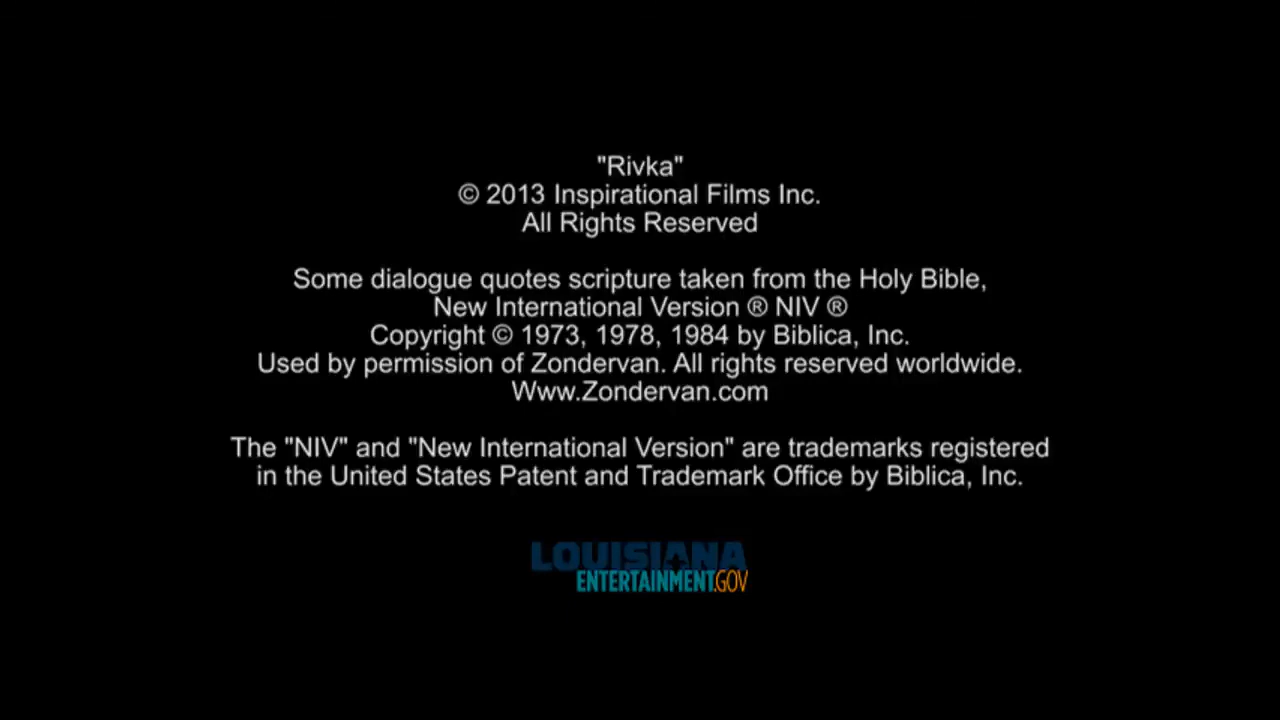 "Rivka"
© 2013 Inspirational Films Inc.
All Rights Reserved
Some dialogue quotes scripture taken from the Holy Bible,
New International Version ® NIV ®
Copyright © 1973, 1978, 1984 by Biblica, Inc.
Used by permission of Zondervan. All rights reserved worldwide.
Www.Zondervan.com
The "NIV" and "New International Version" are trademarks registered
in the United States Patent and Trademark Office by Biblica, Inc.
LOUISIANA
ENTERTAINMENT.GOV